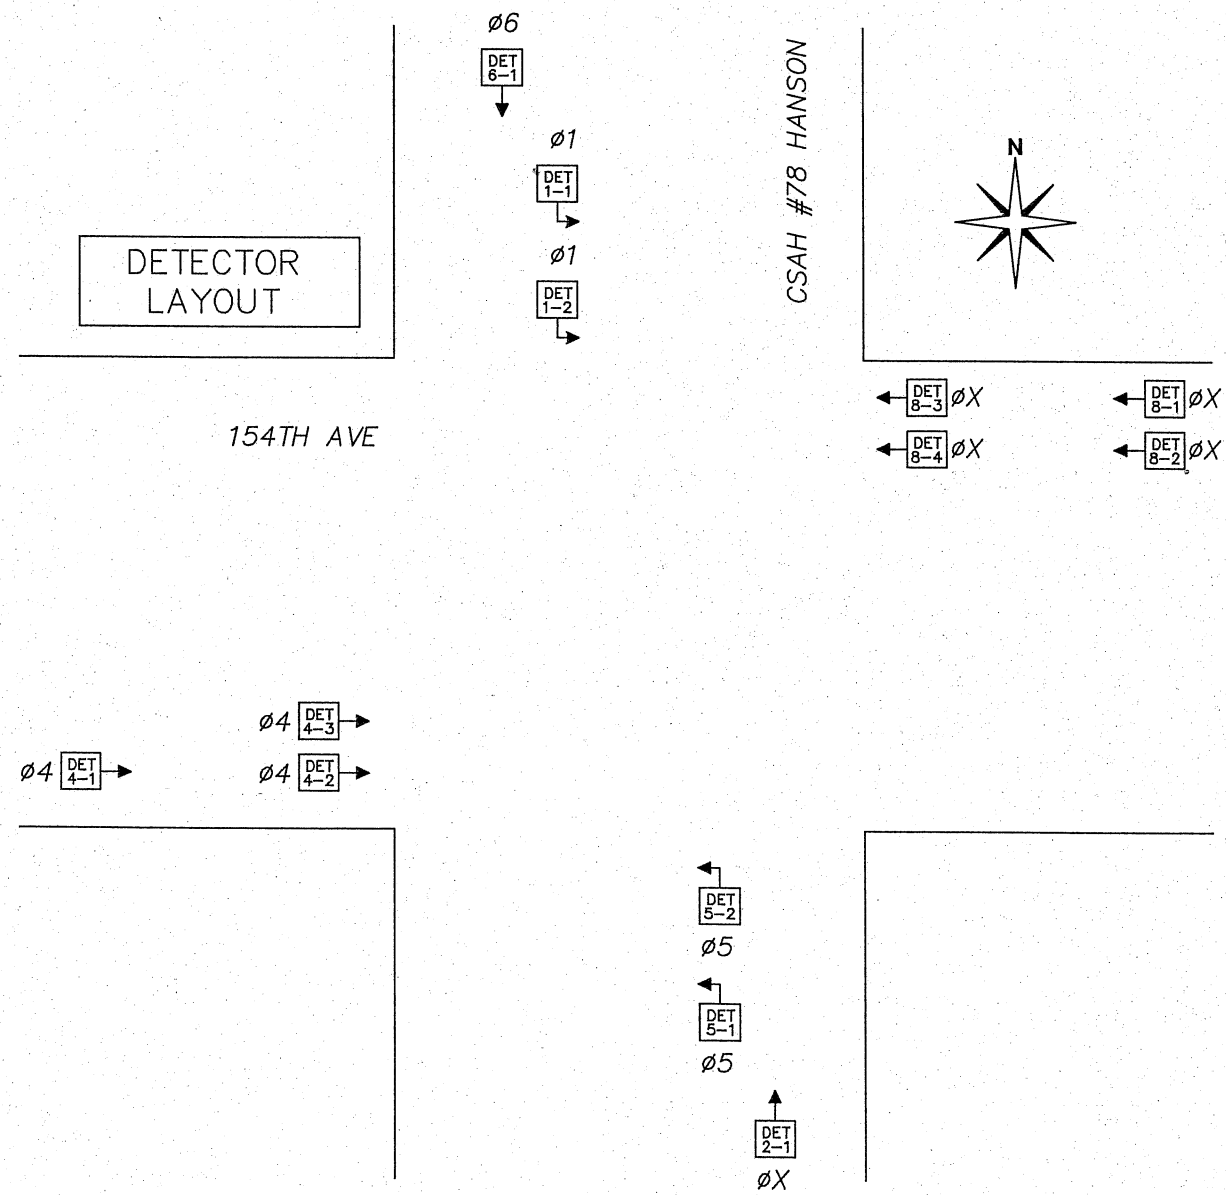 ø6
DET
6-1
ø1
DET
1-1
ø1
DET
1-2
CSAH #78 HANSON
N
DETECTOR
LAYOUT
154TH AVE
DET
8-3
øX
DET
8-1
øX
DET
8-4
øX
DET
8-2
øX
ø4
DET
4-3
ø4
DET
4-1
ø4
DET
4-2
DET
5-2
ø5
DET
5-1
ø5
DET
2-1
øX